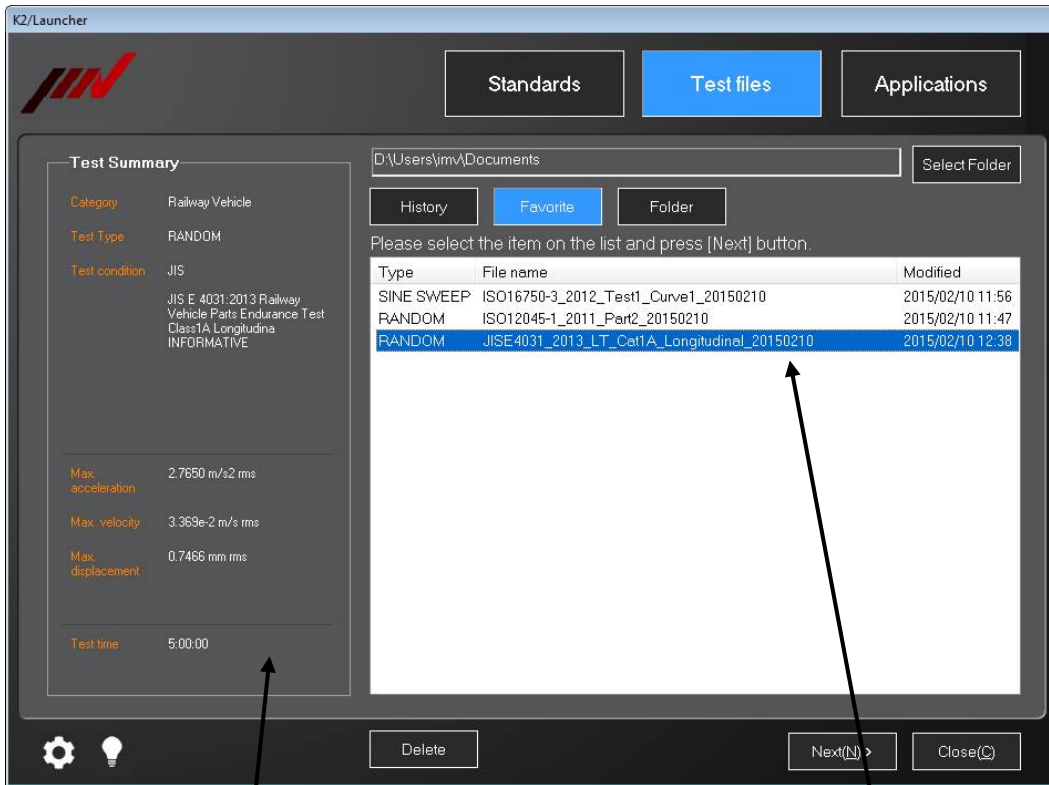 K2/Launcher
Standards
Test files
Applications
Test Summary
Category Railway Vehicle
Test Type RANDOM
Test condition JIS
JIS E 4031:2013 Railway
Vehicle Parts Endurance Test
Class1A Longitudina
INFORMATIVE
Max.
acceleration
2.7650 m/s2 rms
Max. velocity 3.369e-2 m/s rms
Max.
displacement
0.7466 mm rms
Test time 5:00:00
D:\Users\imv\Documents
Select Folder
History
Favorite
Folder
Please select the item on the list and press [Next] button.
Type File name Modified
SINE SWEEP ISO16750-3_2012_Test1_Curve1_20150210 2015/02/10 11:56
RANDOM ISO12045-1_2011_Part2_20150210 2015/02/10 11:47
RANDOM JISE4031_2013_LT_Cat1A_Longitudinal_20150210 2015/02/10 12:38
Delete
Next(N) >
Close(C)